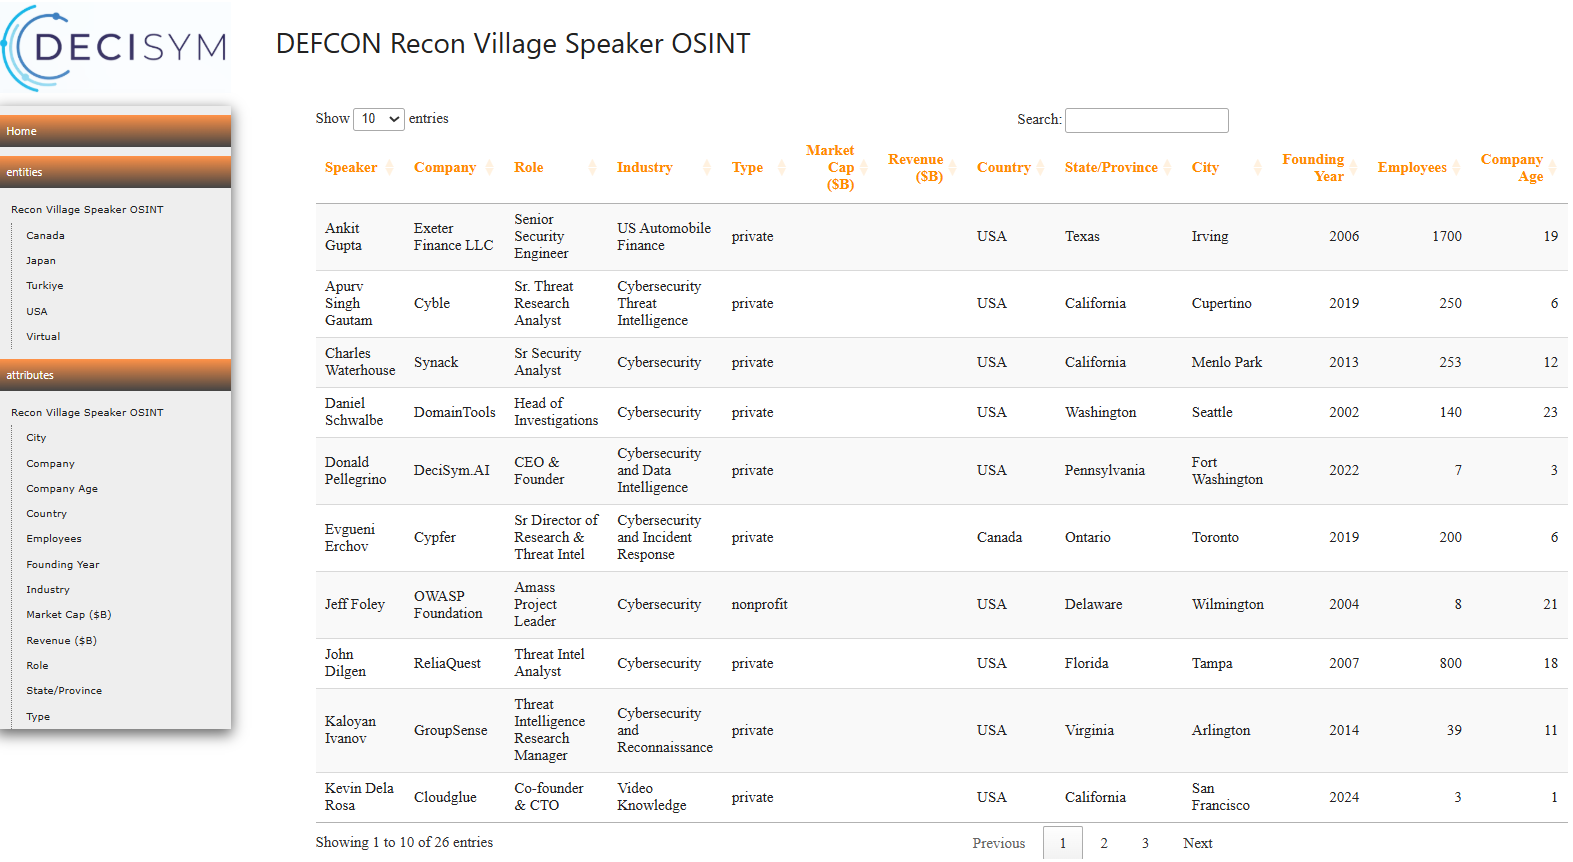 DECISYM
DEFCON Recon Village Speaker OSINT
Home
entities
Recon Village Speaker OSINT
Canada
Japan
Turkiye
USA
Virtual
attributes
Recon Village Speaker OSINT
City
Company
Company Age
Country
Employees
Founding Year
Industry
Market Cap ($B)
Revenue ($B)
Role
State/Province
Type
Show 10 entries
Search:
Speaker Company Role Industry Type Market Cap ($B) Revenue ($B) Country State/Province City Founding Year Employees Company Age
Ankit Gupta Exeter Finance LLC Senior Security Engineer US Automobile Finance private USA Texas Irving 2006 1700 19
Apurv Singh Gautam Cyble Sr. Threat Research Analyst Cybersecurity Threat Intelligence private USA California Cupertino 2019 250 6
Charles Waterhouse Synack Sr Security Analyst Cybersecurity private USA California Menlo Park 2013 253 12
Daniel Schwalbe DomainTools Head of Investigations Cybersecurity private USA Washington Seattle 2002 140 23
Donald Pellegrino DeciSym.AI CEO & Founder Cybersecurity and Data Intelligence private USA Pennsylvania Fort Washington 2022 7 3
Evgueni Erchov Cypfer Sr Director of Research & Threat Intel Cybersecurity and Incident Response private Canada Ontario Toronto 2019 200 6
Jeff Foley OWASP Foundation Amass Project Leader Cybersecurity nonprofit USA Delaware Wilmington 2004 8 21
John Dilgen ReliaQuest Threat Intel Analyst Cybersecurity private USA Florida Tampa 2007 800 18
Kaloyan Ivanov GroupSense Threat Intelligence Research Manager Cybersecurity and Reconnaissance private USA Virginia Arlington 2014 39 11
Kevin Dela Rosa Cloudglue Co-founder & CTO Video Knowledge private USA California San Francisco 2024 3 1
Showing 1 to 10 of 26 entries
Previous 1 2 3 Next